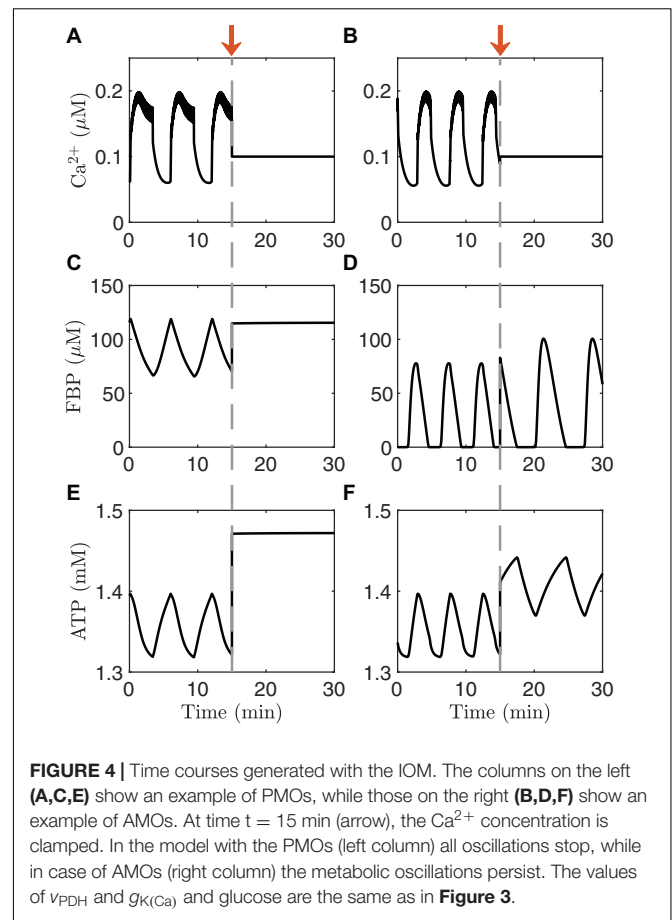 A B
Ca²⁺ (μM)
0.2 0.2
0.1 0.1
0 0
0 10 20 30 0 10 20 30
C D
FBP (μM)
150 150
100 100
50 50
0 0
0 10 20 30 0 10 20 30
E F
ATP (mM)
1.5 1.5
1.4 1.4
1.3 1.3
0 10 20 30 0 10 20 30
Time (min) Time (min)
FIGURE 4 | Time courses generated with the IOM. The columns on the left
(A,C,E) show an example of PMOs, while those on the right (B,D,F) show an
example of AMOs. At time t = 15 min (arrow), the Ca²⁺ concentration is
clamped. In the model with the PMOs (left column) all oscillations stop, while
in case of AMOs (right column) the metabolic oscillations persist. The values
of vPDH and gK(Ca) and glucose are the same as in Figure 3.